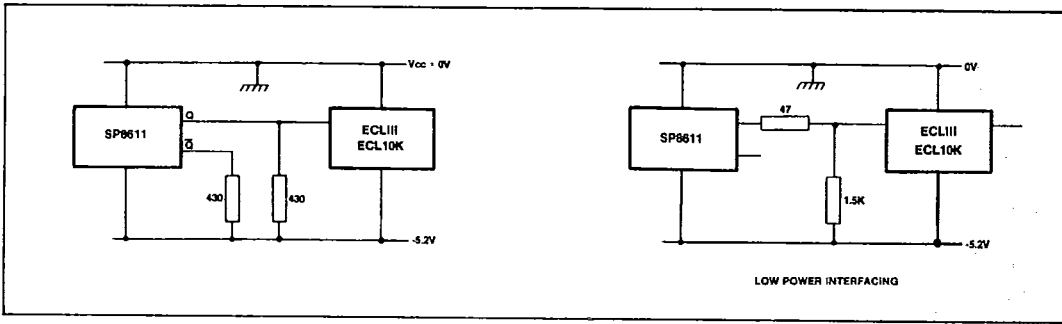 Vcc = 0V
SP8611
Q
Q̅
ECLIII
ECL10K
430
430
-5.2V
0V
47
SP8611
ECLIII
ECL10K
1.5K
-5.2V
LOW POWER INTERFACING